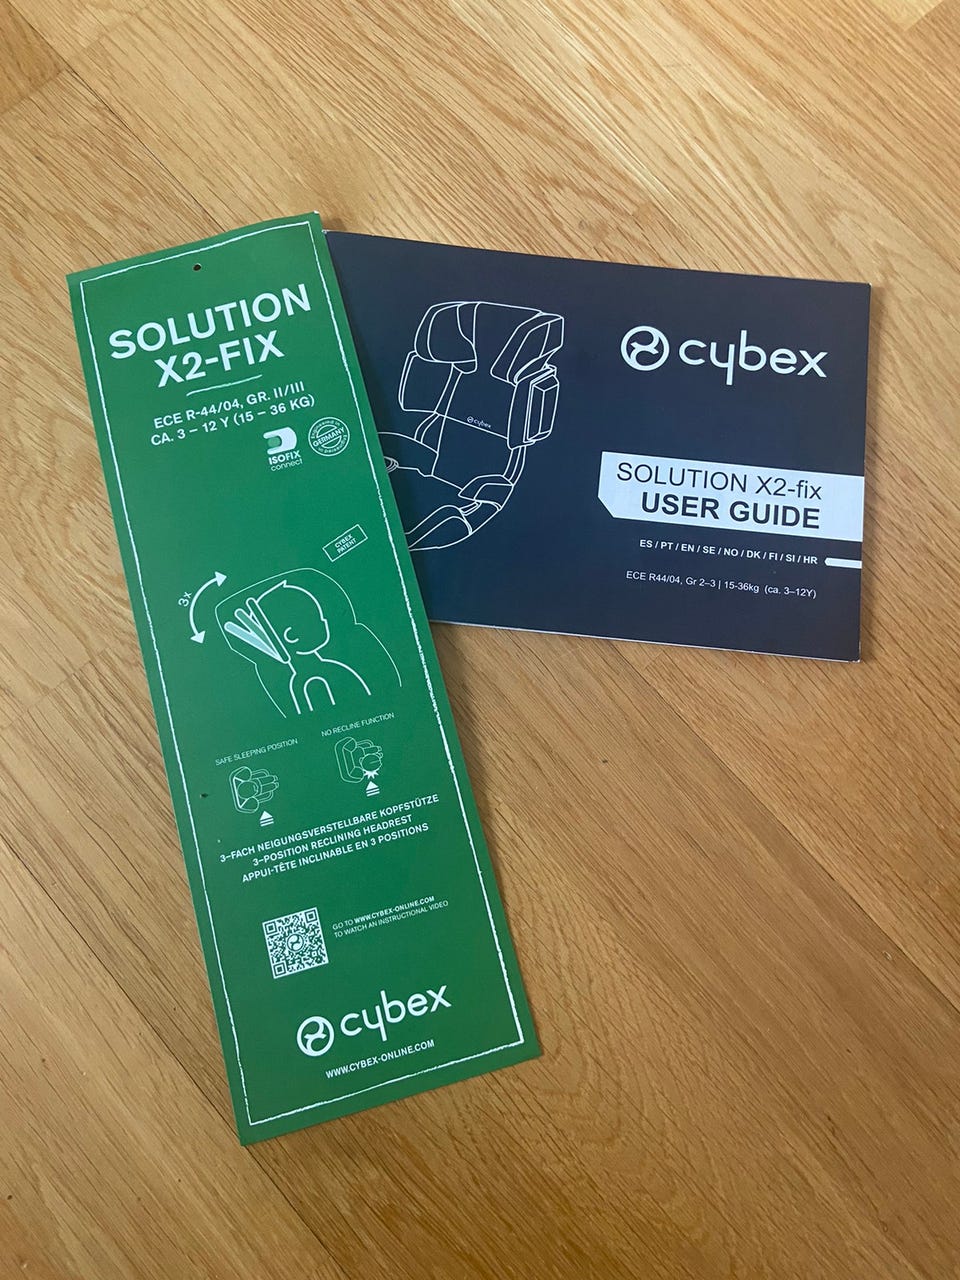 SOLUTION
X2-FIX
ECE R-44/04, GR. II/III
CA. 3 – 12 Y (15 – 36 KG)
ISOFIX
connect
GERMANY
CYBEX
PATENT
3x
SAFE SLEEPING POSITION
NO RECLINE FUNCTION
3-FACH NEIGUNGSVERSTELLBARE KOPFSTÜTZE
3-POSITION RECLINING HEADREST
APPUI-TÊTE INCLINABLE EN 3 POSITIONS
GO TO WWW.CYBEX-ONLINE.COM
TO WATCH AN INSTRUCTIONAL VIDEO
cybex
WWW.CYBEX-ONLINE.COM
cybex
cybex
SOLUTION X2-fix
USER GUIDE
ES / PT / EN / SE / NO / DK / FI / SI / HR
ECE R44/04, Gr 2–3 | 15-36kg (ca. 3–12Y)